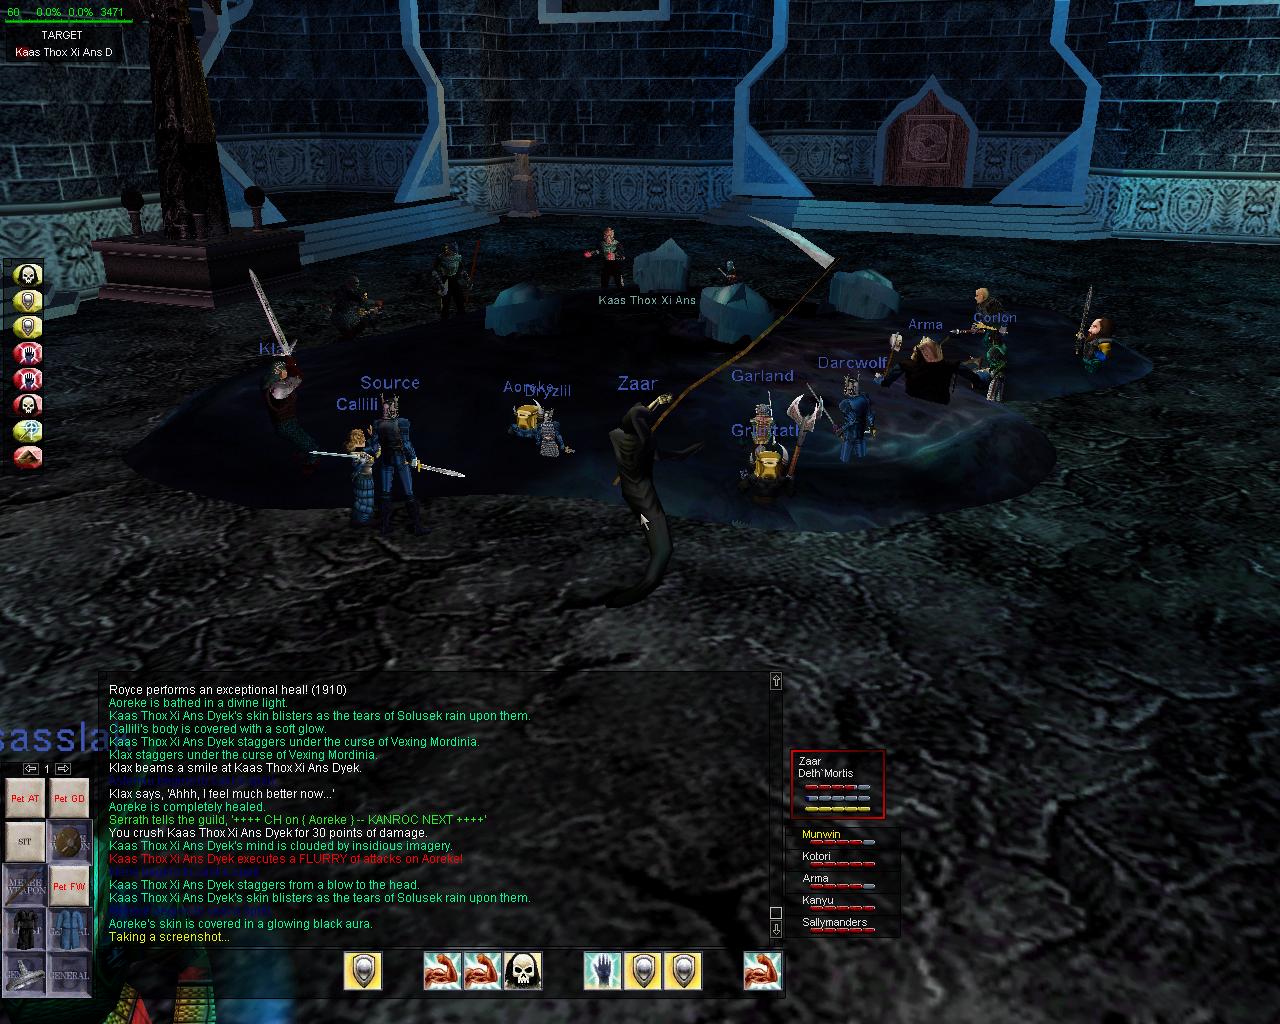 60 0.0% 0.0% 3471
TARGET
Kaas Thox Xi Ans D
Kaas Thox Xi Ans
Corlon
Arma
Darcwolf
Garland
Zaar
Source
Callili
Aoreke
Dryzlil
Royce performs an exceptional heal! (1910)
Aoreke is bathed in a divine light.
Kaas Thox Xi Ans Dyek's skin blisters as the tears of Solusek rain upon them.
Callili's body is covered with a soft glow.
Kaas Thox Xi Ans Dyek staggers under the curse of Vexing Mordinia.
Klax staggers under the curse of Vexing Mordinia.
Klax beams a smile at Kaas Thox Xi Ans Dyek.
Klax says, 'Ahhh, I feel much better now...'
Aoreke is completely healed.
Serrath tells the guild, '++++ CH on { Aoreke } -- KANROC NEXT ++++'
You crush Kaas Thox Xi Ans Dyek for 30 points of damage.
Kaas Thox Xi Ans Dyek's mind is clouded by insidious imagery.
Kaas Thox Xi Ans Dyek executes a FLURRY of attacks on Aoreke!
Kaas Thox Xi Ans Dyek staggers from a blow to the head.
Kaas Thox Xi Ans Dyek's skin blisters as the tears of Solusek rain upon them.
Aoreke's skin is covered in a glowing black aura.
Taking a screenshot...
1
Pet AT
Pet GD
SIT
Pet FW
GENERAL
Zaar
Deth`Mortis
Munwin
Kotori
Arma
Kanyu
Sallymanders